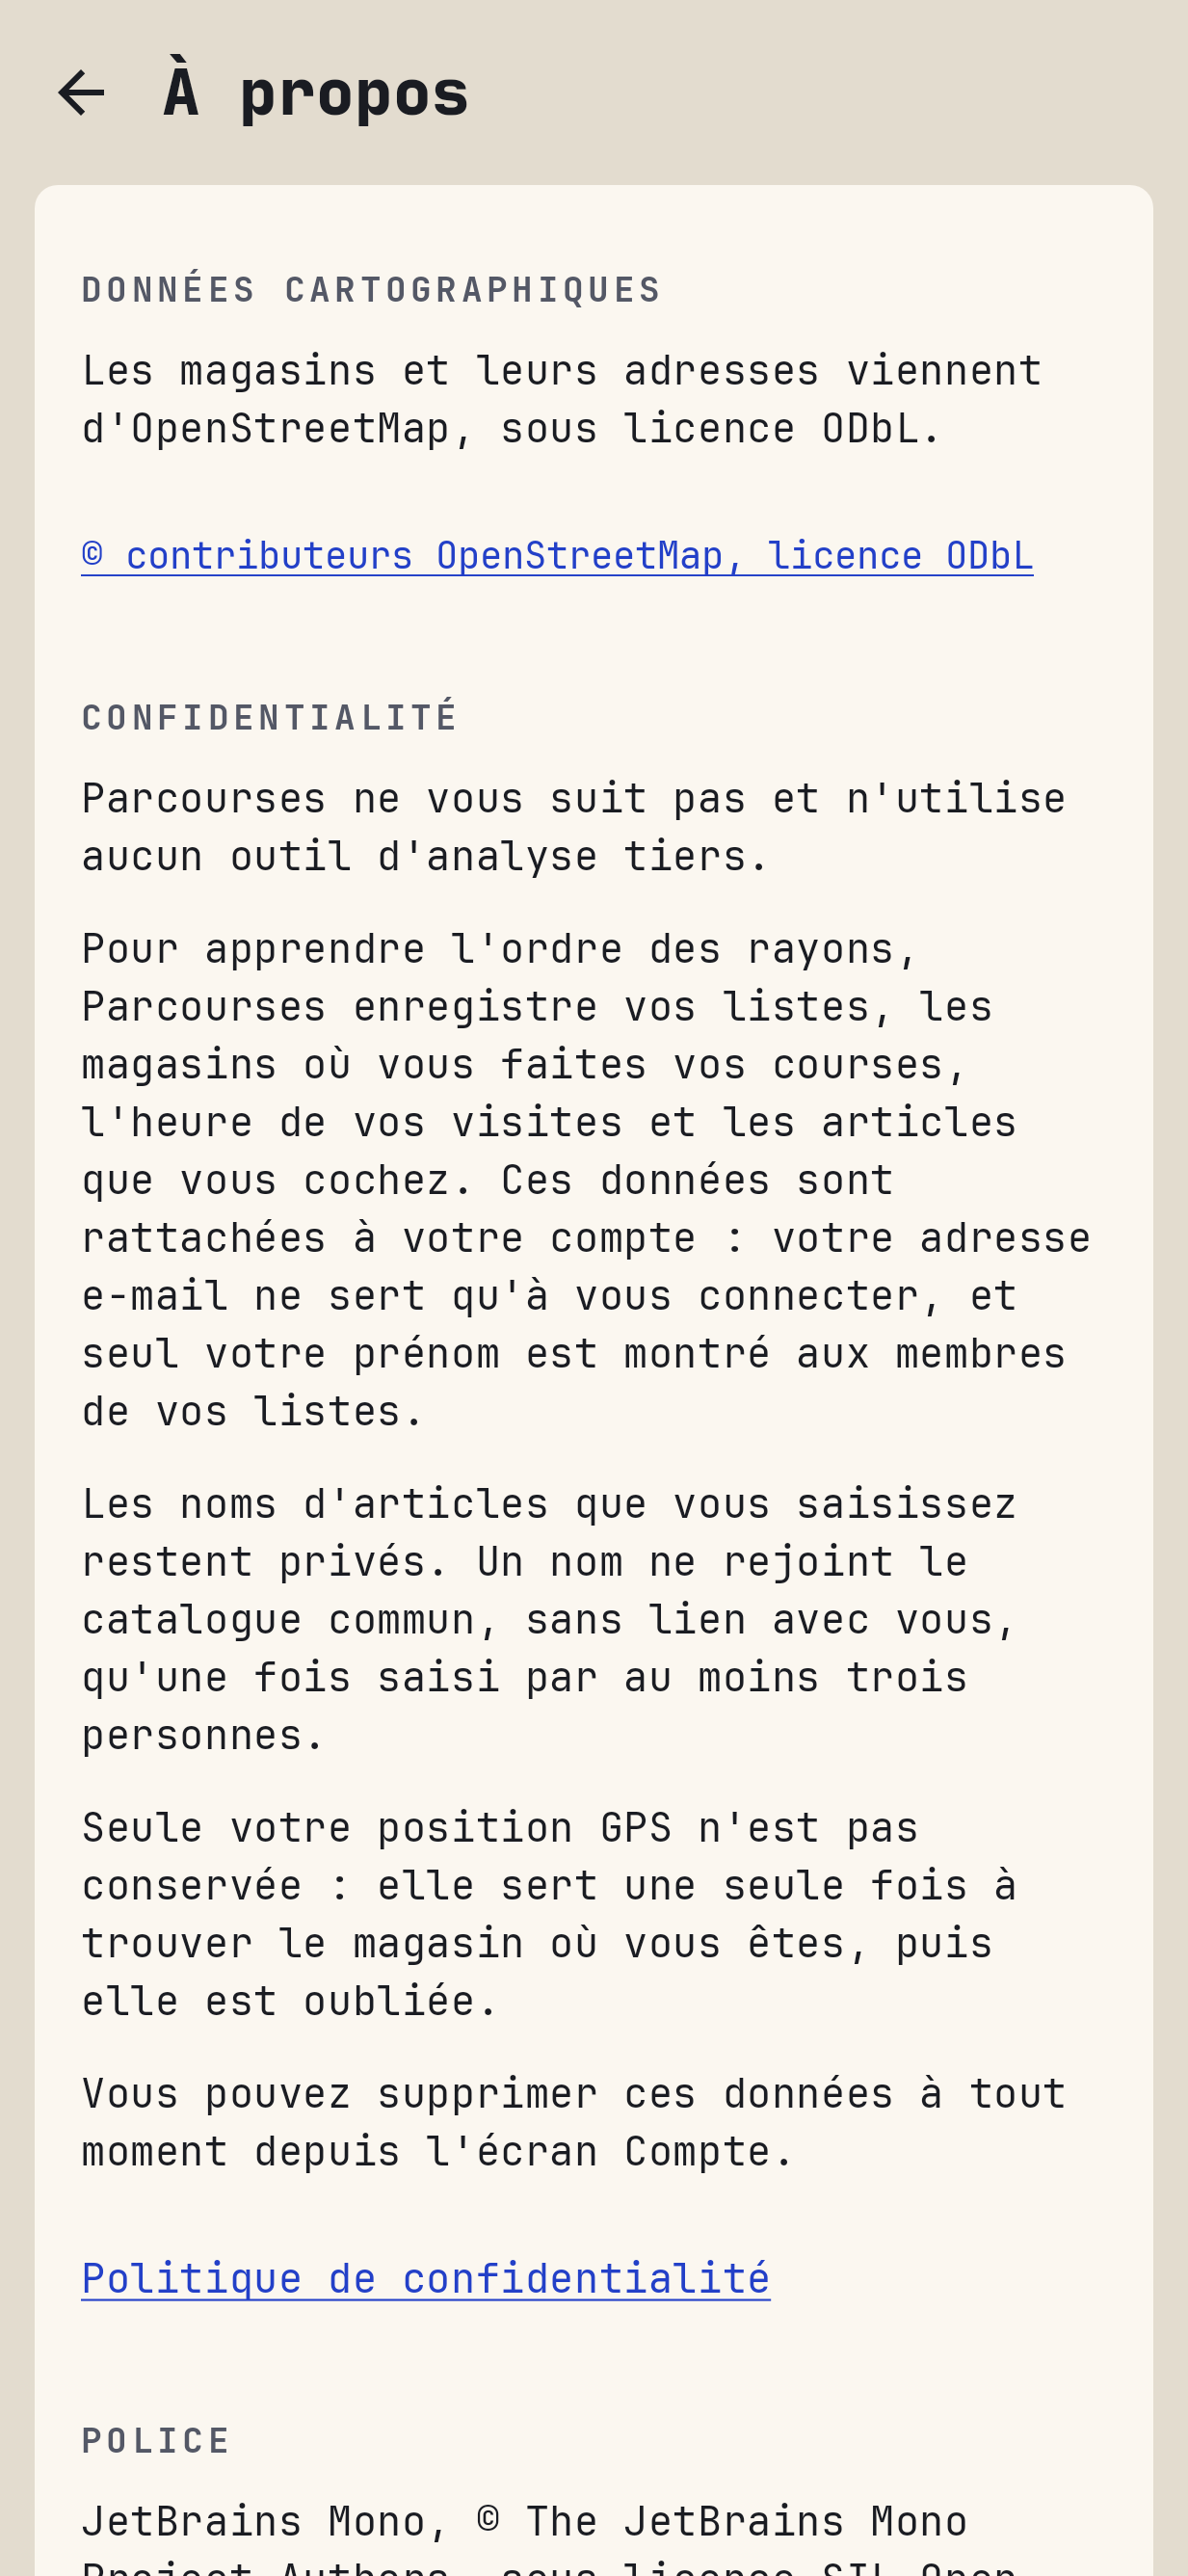 À propos
DONNÉES CARTOGRAPHIQUES
Les magasins et leurs adresses viennent
d'OpenStreetMap, sous licence ODbL.
© contributeurs OpenStreetMap, licence ODbL
CONFIDENTIALITÉ
Parcourses ne vous suit pas et n'utilise
aucun outil d'analyse tiers.
Pour apprendre l'ordre des rayons,
Parcourses enregistre vos listes, les
magasins où vous faites vos courses,
l'heure de vos visites et les articles
que vous cochez. Ces données sont
rattachées à votre compte : votre adresse
e-mail ne sert qu'à vous connecter, et
seul votre prénom est montré aux membres
de vos listes.
Les noms d'articles que vous saisissez
restent privés. Un nom ne rejoint le
catalogue commun, sans lien avec vous,
qu'une fois saisi par au moins trois
personnes.
Seule votre position GPS n'est pas
conservée : elle sert une seule fois à
trouver le magasin où vous êtes, puis
elle est oubliée.
Vous pouvez supprimer ces données à tout
moment depuis l'écran Compte.
Politique de confidentialité
POLICE
JetBrains Mono, © The JetBrains Mono
Project Authors, sous licence SIL Open